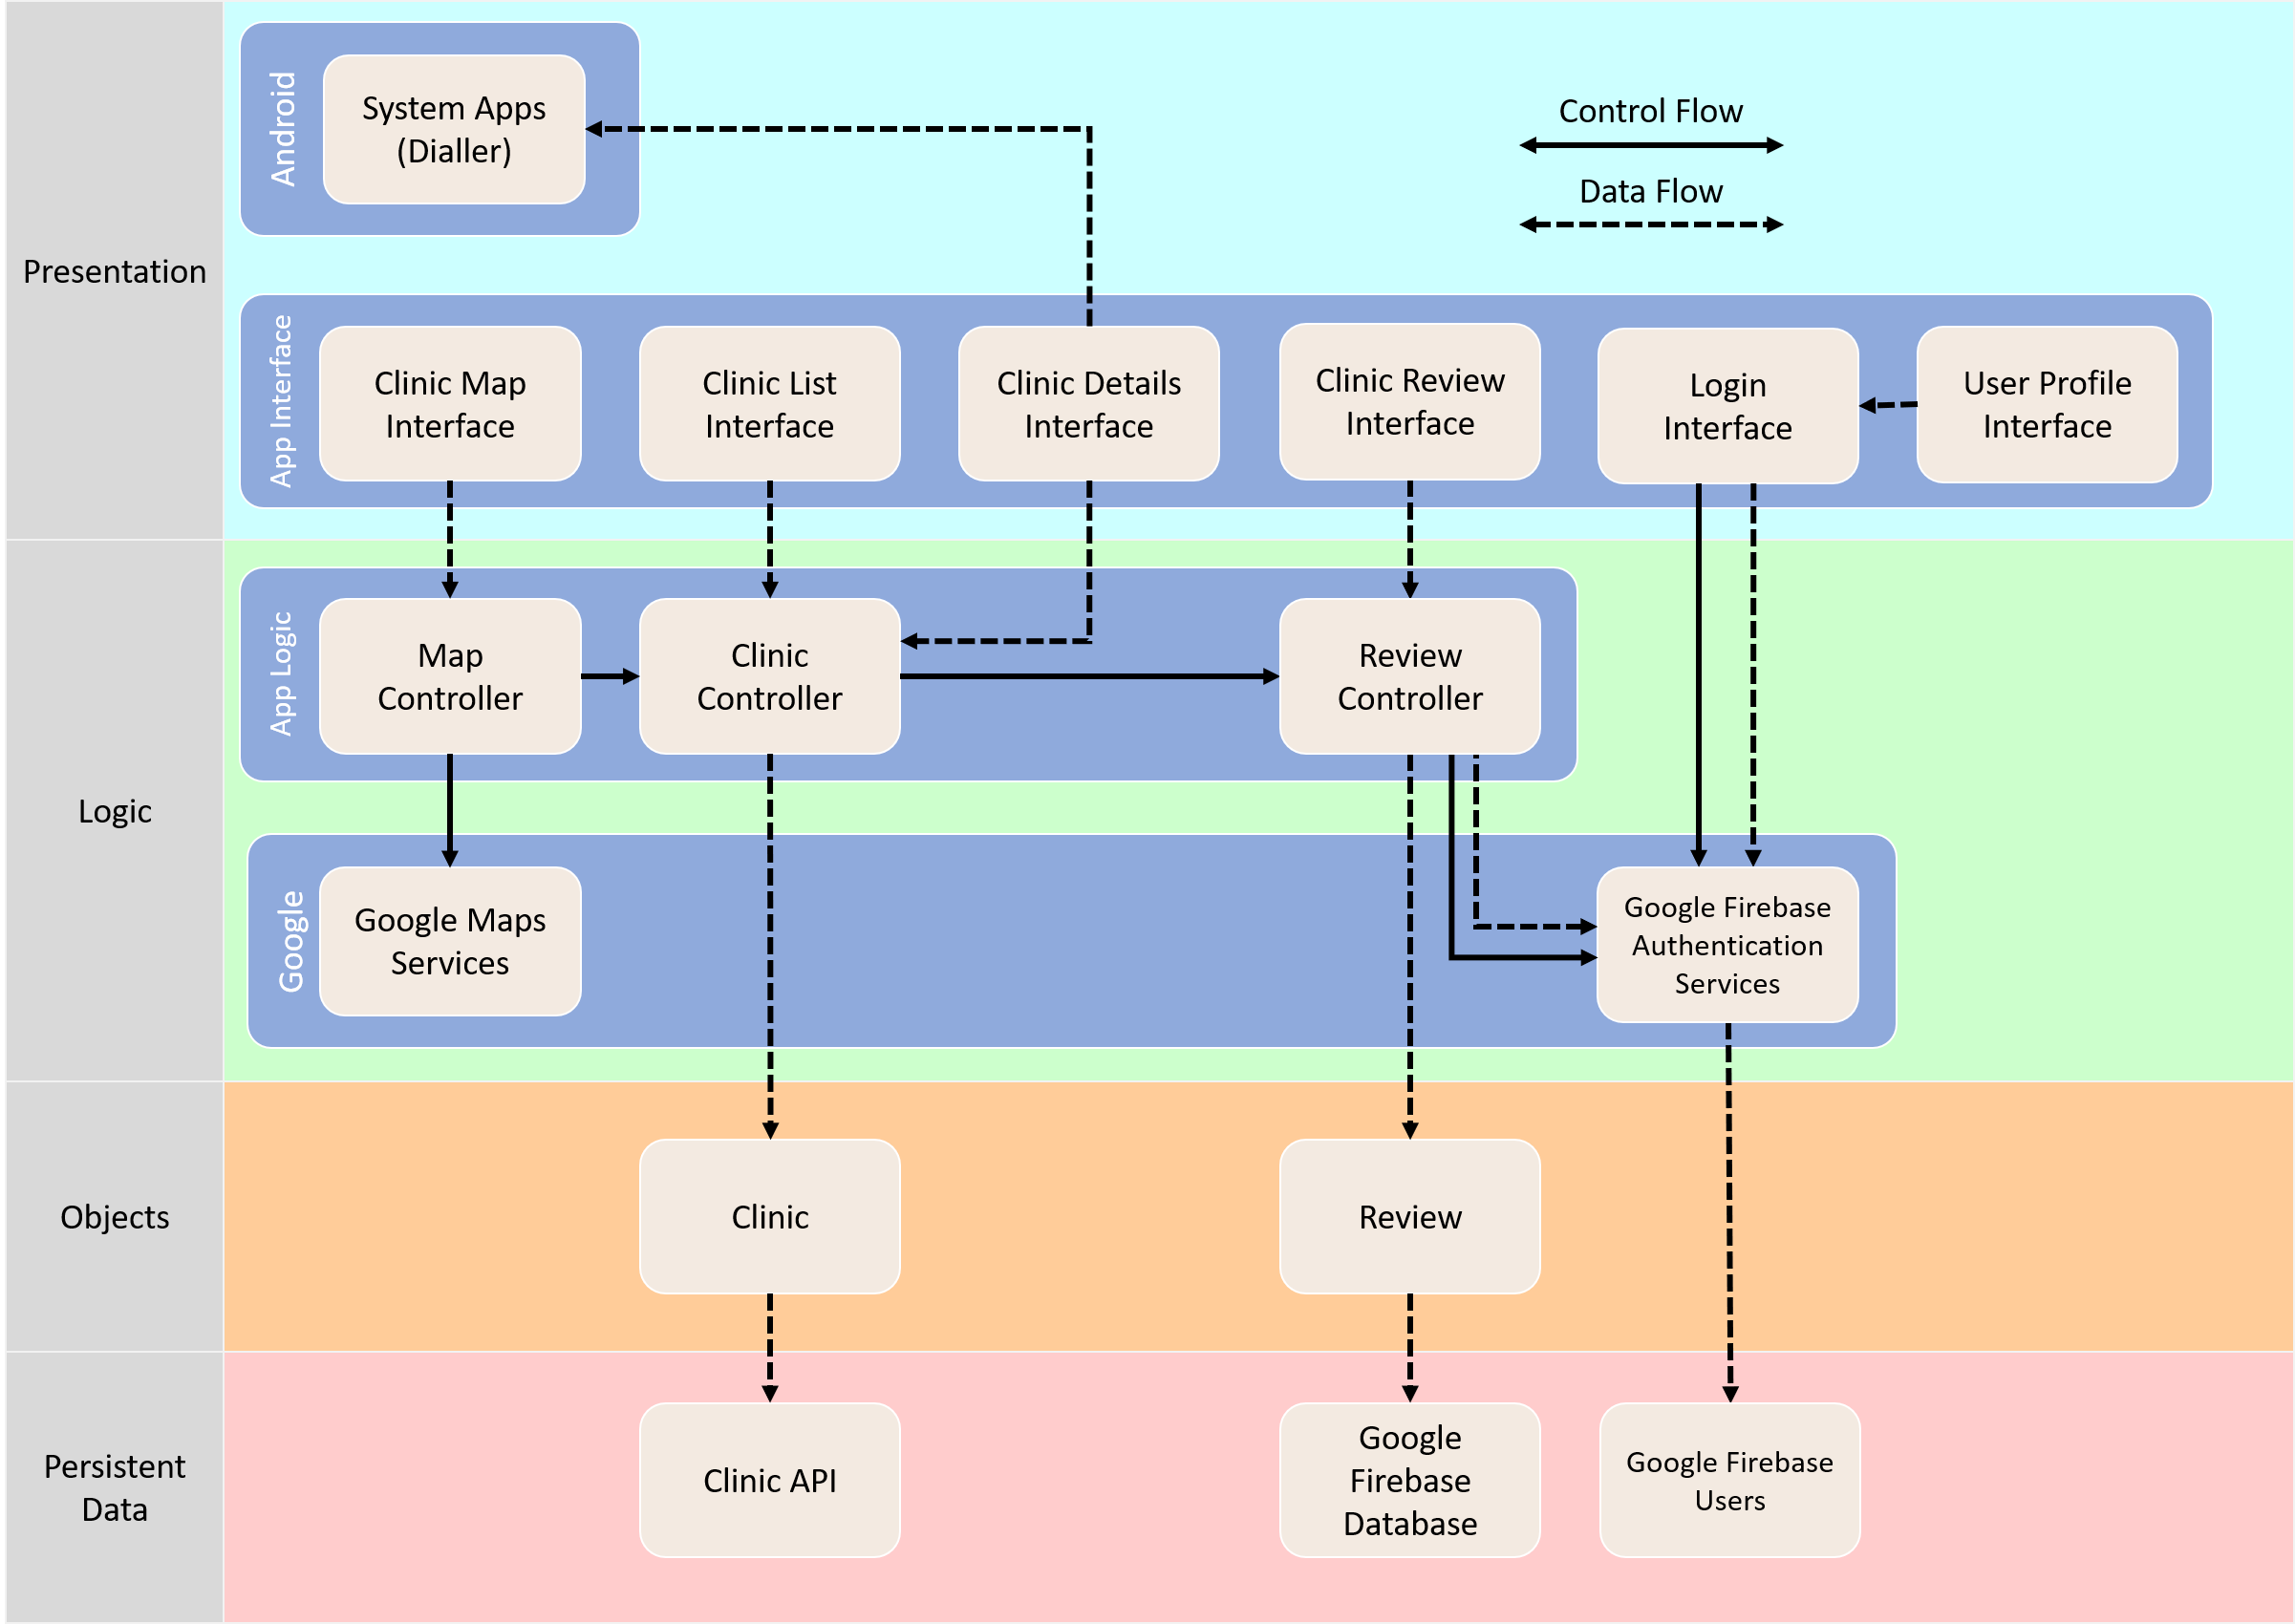 Presentation
Android
System Apps
(Dialler)
Control Flow
Data Flow
App Interface
Clinic Map
Interface
Clinic List
Interface
Clinic Details
Interface
Clinic Review
Interface
Login
Interface
User Profile
Interface
Logic
App Logic
Map
Controller
Clinic
Controller
Review
Controller
Google
Google Maps
Services
Google Firebase
Authentication
Services
Objects
Clinic
Review
Persistent
Data
Clinic API
Google
Firebase
Database
Google Firebase
Users